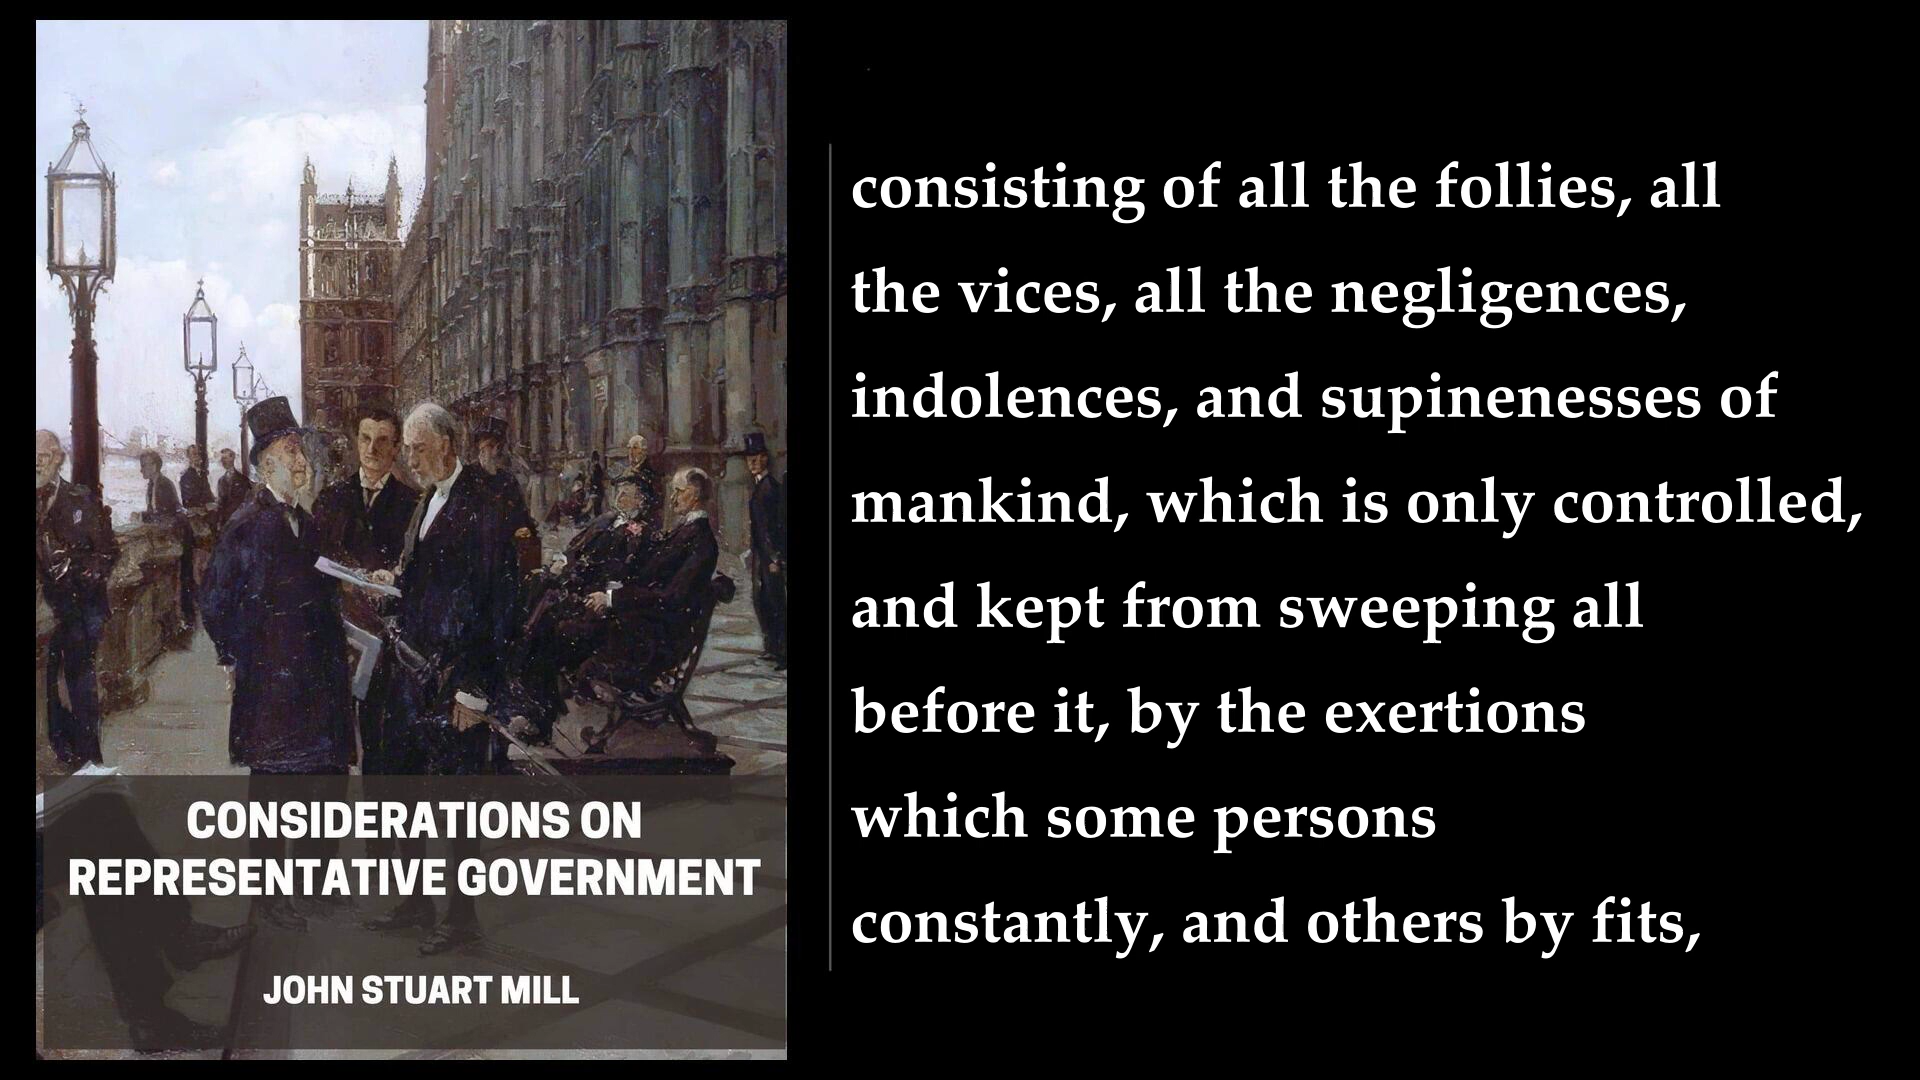 CONSIDERATIONS ON
REPRESENTATIVE GOVERNMENT
JOHN STUART MILL
consisting of all the follies, all
the vices, all the negligences,
indolences, and supinenesses of
mankind, which is only controlled,
and kept from sweeping all
before it, by the exertions
which some persons
constantly, and others by fits,